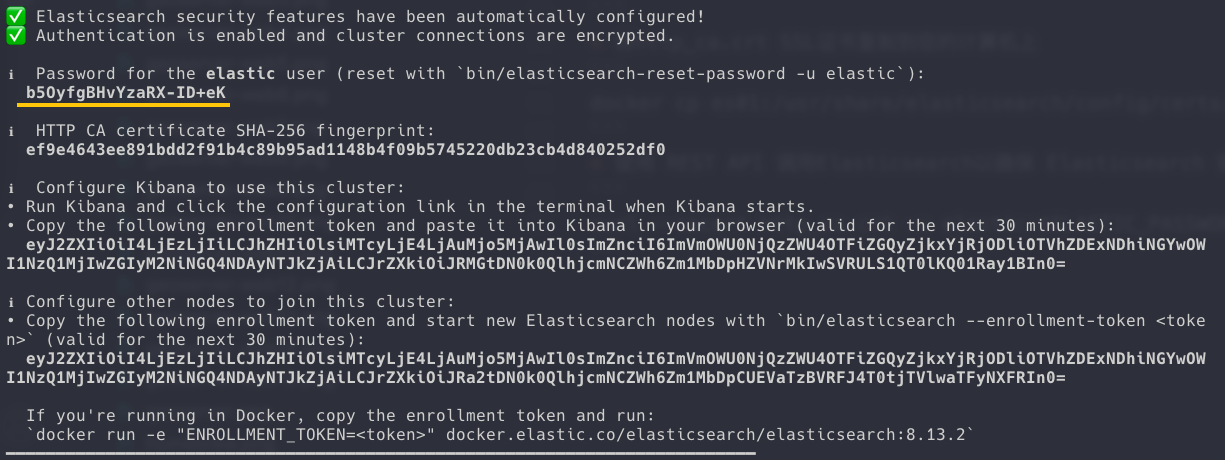 ✅ Elasticsearch security features have been automatically configured!
✅ Authentication is enabled and cluster connections are encrypted.
ℹ Password for the elastic user (reset with `bin/elasticsearch-reset-password -u elastic`):
b5OyfgBHvYzaRX-ID+eK
ℹ HTTP CA certificate SHA-256 fingerprint:
ef9e4643ee891bdd2f91b4c89b95ad1148b4f09b5745220db23cb4d840252df0
ℹ Configure Kibana to use this cluster:
• Run Kibana and click the configuration link in the terminal when Kibana starts.
• Copy the following enrollment token and paste it into Kibana in your browser (valid for the next 30 minutes):
eyJ2ZXIiOiI4LjEzLjIiLCJhZHIiOlsiMTcyLjE4LjAuMjo5MjAwIl0sImZnciI6ImVmOWU0NjQzZWU4OTFiZGQyZjkxYjRjODliOTVhZDExNDhiNGYwOW
I1NzQ1MjIwZGIyM2NiNGQ4NDAyNTJkZjAiLCJrZXkiOiJRMGtDN0k0QlhjcmNCZWh6Zm1MbDpHZVNrMkIwSVRULS1QT0lKQ01Ray1BIn0=
ℹ Configure other nodes to join this cluster:
• Copy the following enrollment token and start new Elasticsearch nodes with `bin/elasticsearch --enrollment-token <toke
n>` (valid for the next 30 minutes):
eyJ2ZXIiOiI4LjEzLjIiLCJhZHIiOlsiMTcyLjE4LjAuMjo5MjAwIl0sImZnciI6ImVmOWU0NjQzZWU4OTFiZGQyZjkxYjRjODliOTVhZDExNDhiNGYwOW
I1NzQ1MjIwZGIyM2NiNGQ4NDAyNTJkZjAiLCJrZXkiOiJRa2tDN0k0QlhjcmNCZWh6Zm1MbDpCUEVaTzBVRFJ4T0tjTVlwaTFyNXFRIn0=
If you're running in Docker, copy the enrollment token and run:
`docker run -e "ENROLLMENT_TOKEN=<token>" docker.elastic.co/elasticsearch/elasticsearch:8.13.2`